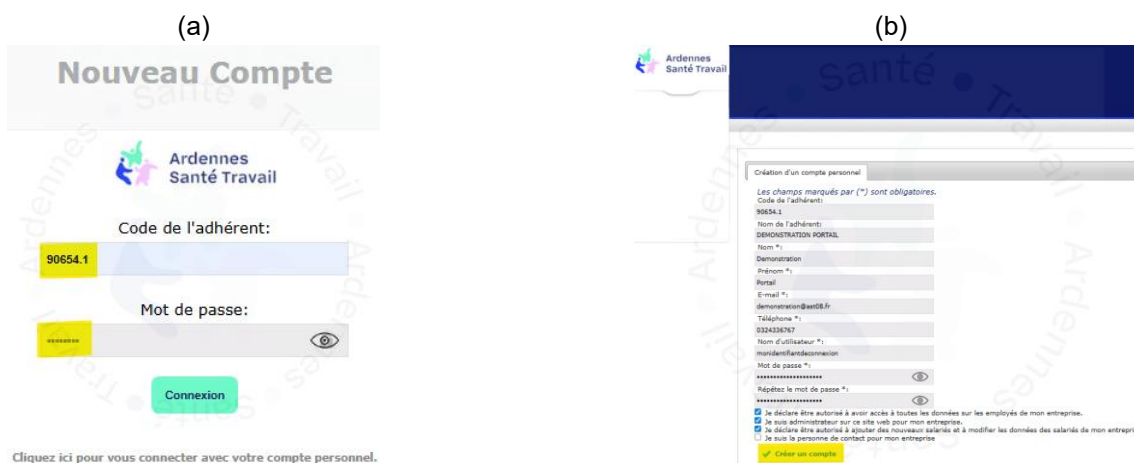 (a)
Nouveau Compte
Ardennes
Santé Travail
Code de l'adhérent:
90654.1
Mot de passe:
Connexion
Cliquez ici pour vous connecter avec votre compte personnel.
(b)
Ardennes
Santé Travail
Création d'un compte personnel
Les champs marqués par (*) sont obligatoires.
Code de l'adhérent:
90654.1
Nom de l'adhérent:
DEMONSTRATION PORTAIL
Nom *:
Demonstration
Prénom *:
Portail
E-mail *:
demonstration@ast08.fr
Téléphone *:
0324336767
Nom d'utilisateur *:
monidentifiantdeconnexion
Mot de passe *:
Répétez le mot de passe *:
Je déclare être autorisé à avoir accès à toutes les données sur les employés de mon entreprise.
Je suis administrateur sur ce site web pour mon entreprise.
Je déclare être autorisé à ajouter des nouveaux salariés et à modifier les données des salariés de mon entrepri
Je suis la personne de contact pour mon entreprise
Créer un compte